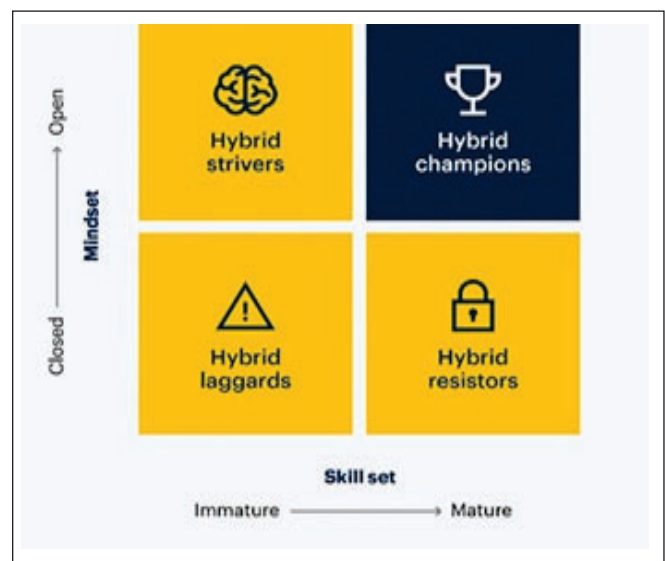 Open
Mindset
Closed
Hybrid
strivers
Hybrid
champions
Hybrid
laggards
Hybrid
resistors
Skill set
Immature
Mature